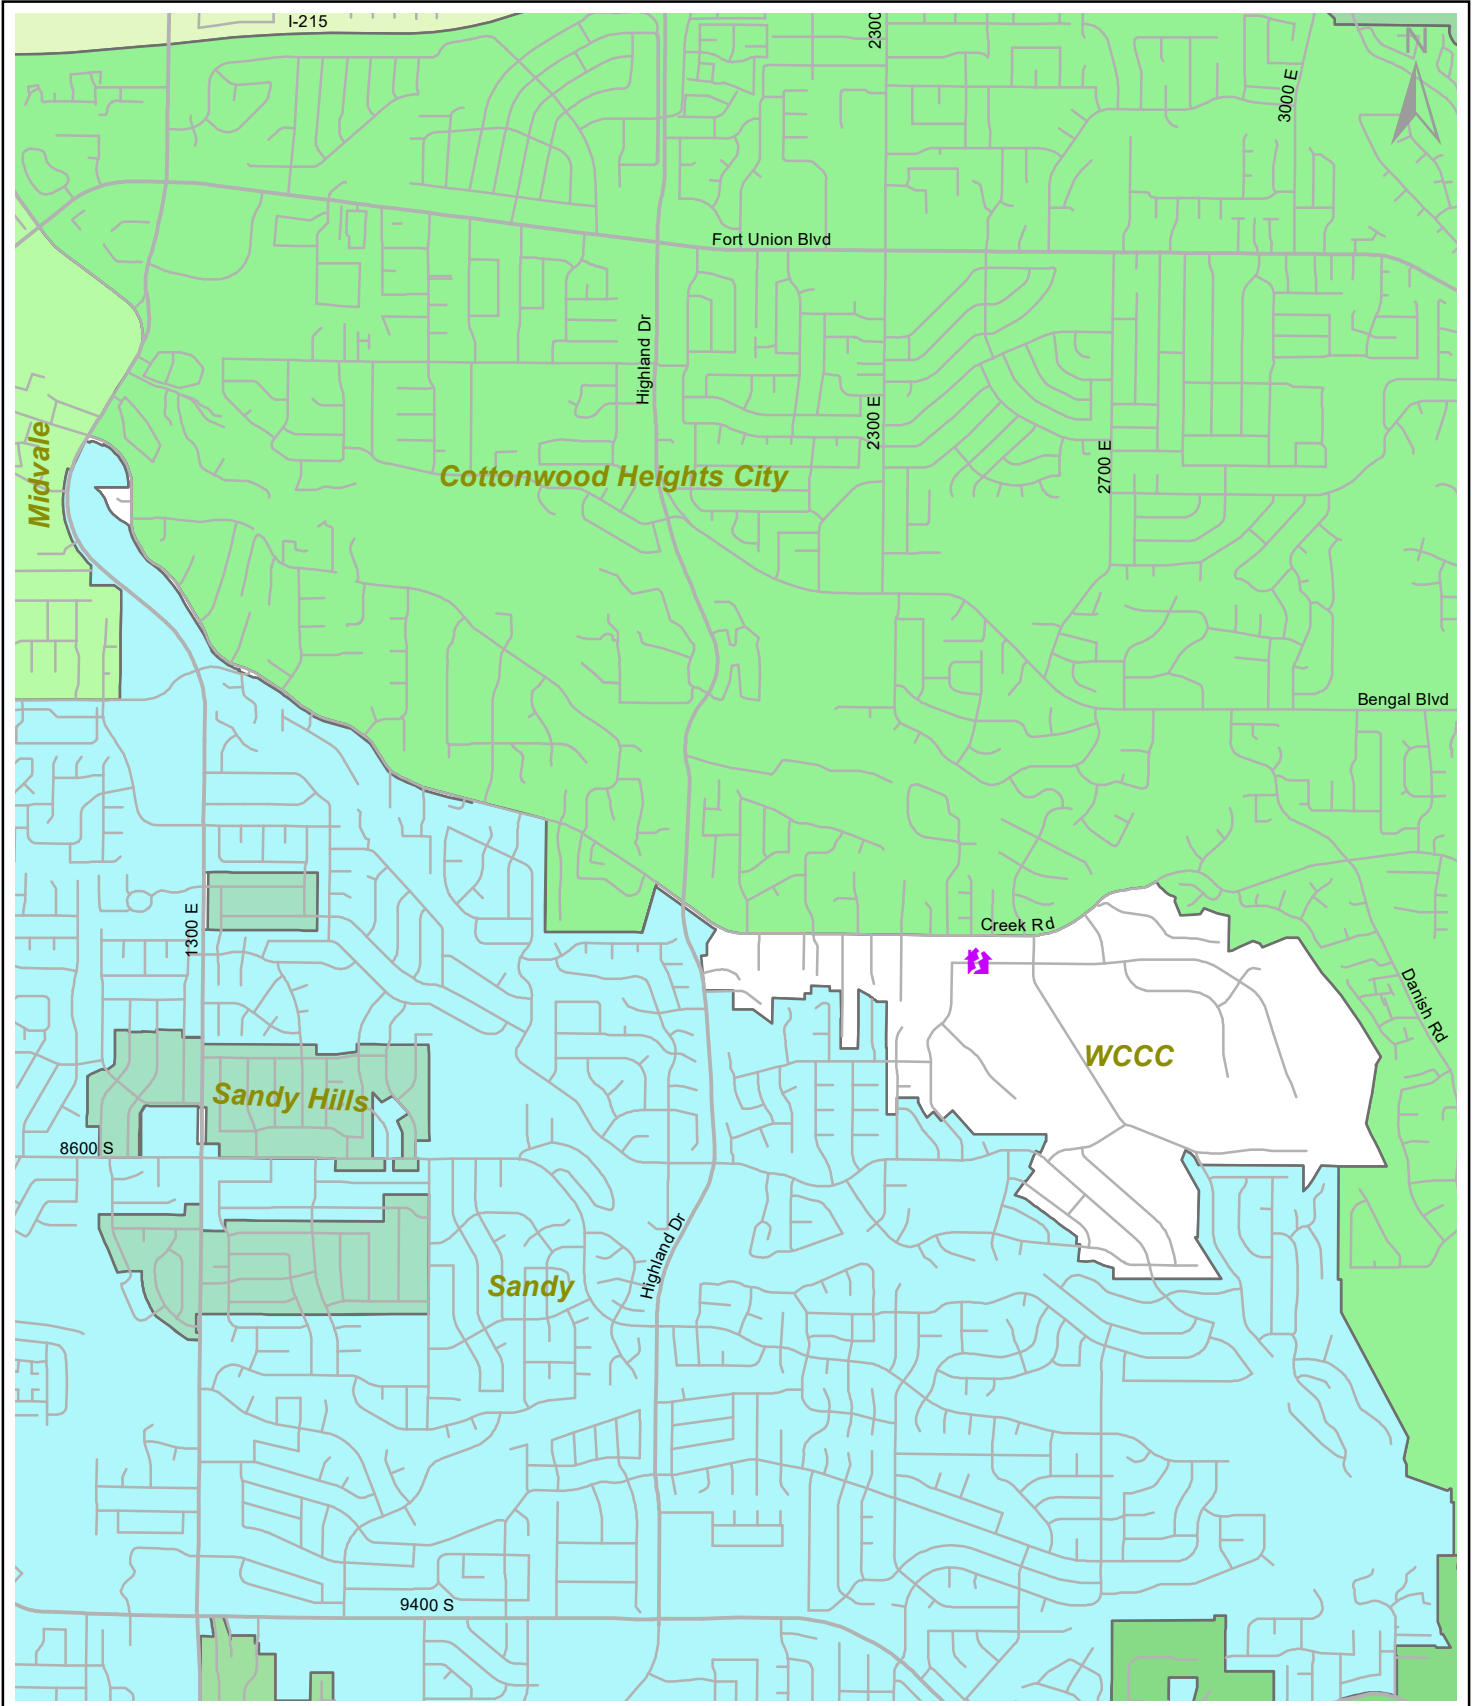 I-215
2300
N
3000 E
Fort Union Blvd
Highland Dr
2300 E
Midvale
Cottonwood Heights City
2700 E
Bengal Blvd
1300 E
Creek Rd
Danish Rd
WCCC
Sandy Hills
8600 S
Highland Dr
Sandy
9400 S